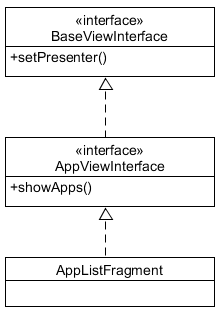 «interface»
BaseViewInterface
+setPresenter()
«interface»
AppViewInterface
+showApps()
AppListFragment